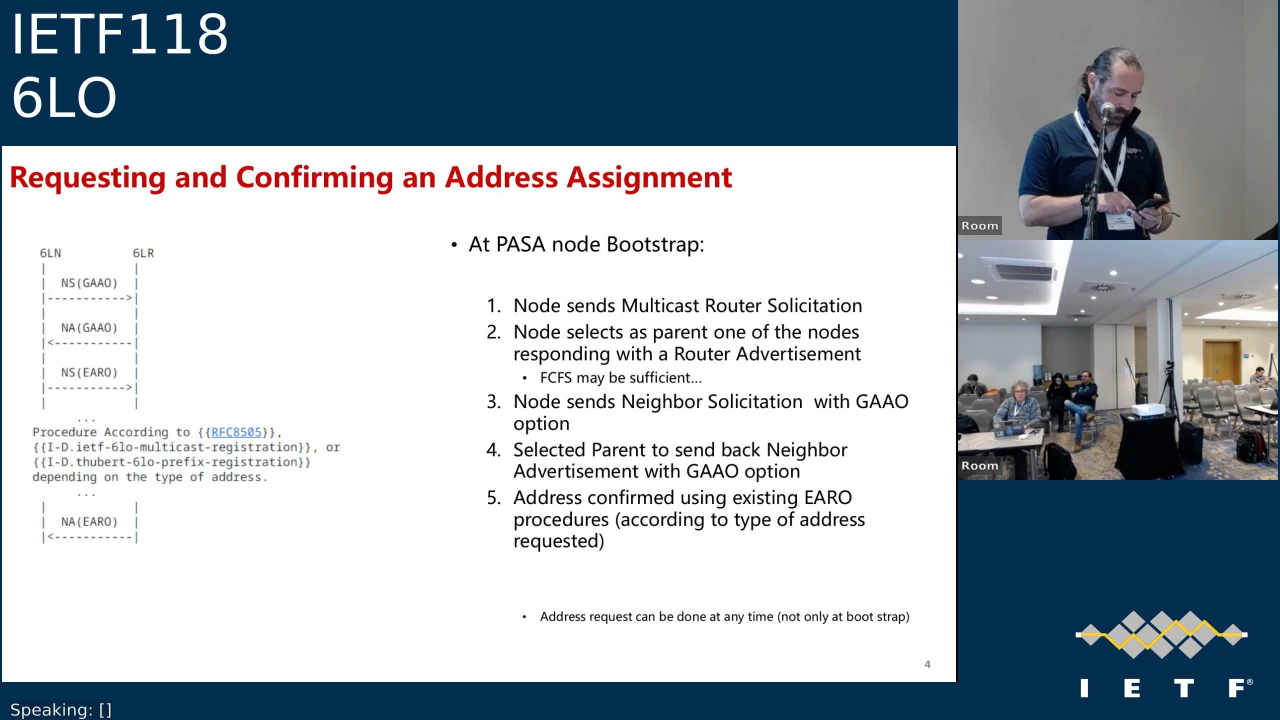 IETF118
6LO
Requesting and Confirming an Address Assignment
6LN 6LR
NS(GAAO)
NA(GAAO)
NS(EARO)
...
Procedure According to {{RFC8505}},
{{I-D.ietf-6lo-multicast-registration}}, or
{{I-D.thubert-6lo-prefix-registration}}
depending on the type of address.
...
NA(EARO)
• At PASA node Bootstrap:
1. Node sends Multicast Router Solicitation
2. Node selects as parent one of the nodes
responding with a Router Advertisement
• FCFS may be sufficient...
3. Node sends Neighbor Solicitation with GAAO
option
4. Selected Parent to send back Neighbor
Advertisement with GAAO option
5. Address confirmed using existing EARO
procedures (according to type of address
requested)
• Address request can be done at any time (not only at boot strap)
4
Room
Room
I E T F®
Speaking: []